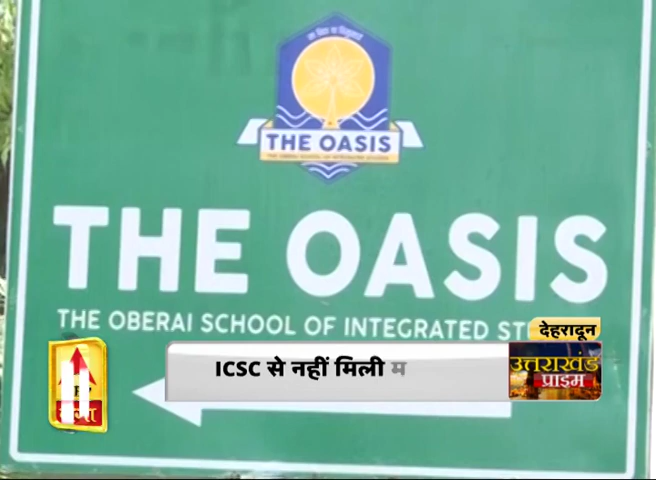 THE OASIS
THE OBERAI SCHOOL OF INTEGRATED STUDIES
THE OASIS
THE OBERAI SCHOOL OF INTEGRATED ST
देहरादून
ICSC से नहीं मिली म
उत्तराखंड
प्राइम